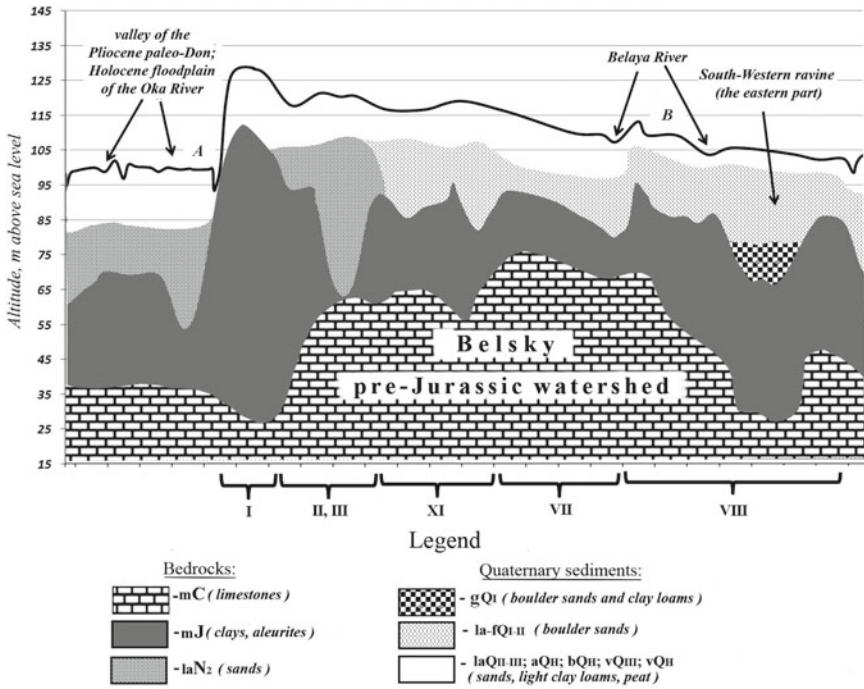 145
135
125
115
105
95
85
75
65
55
45
35
25
15
Altitude, m above sea level
valley of the
Pliocene paleo-Don;
Holocene floodplain
of the Oka River
A
Belaya River
B
South-Western ravine
(the eastern part)
Belsky
pre-Jurassic watershed
I
II, III
XI
VII
VIII
Legend
Bedrocks:
-mC ( limestones )
-mJ ( clays, aleurites )
-laN2 ( sands )
Quaternary sediments:
- gQI ( boulder sands and clay loams )
- la-fQI-II ( boulder sands )
- laQII-III; aQH; bQH; vQIII; vQH
( sands, light clay loams, peat )